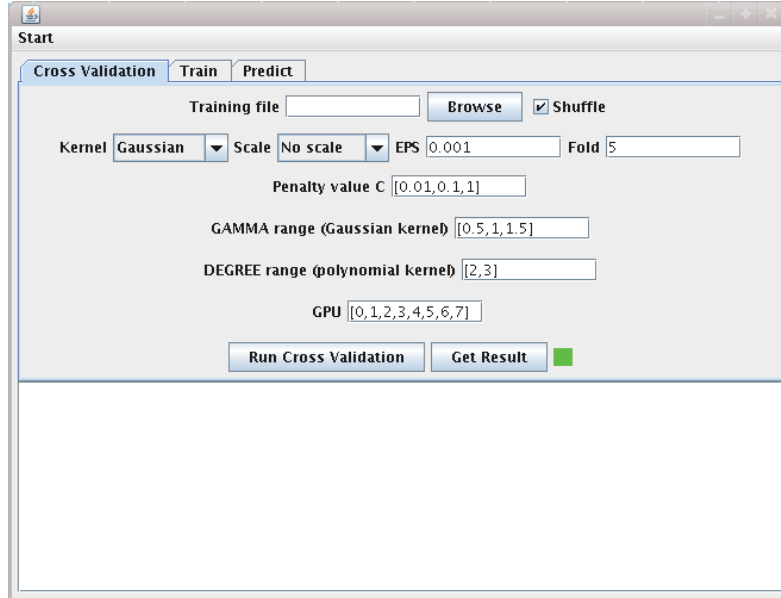 Start
Cross Validation Train Predict
Training file Browse Shuffle
Kernel Gaussian Scale No scale EPS 0.001 Fold 5
Penalty value C [0.01,0.1,1]
GAMMA range (Gaussian kernel) [0.5,1,1.5]
DEGREE range (polynomial kernel) [2,3]
GPU [0,1,2,3,4,5,6,7]
Run Cross Validation Get Result